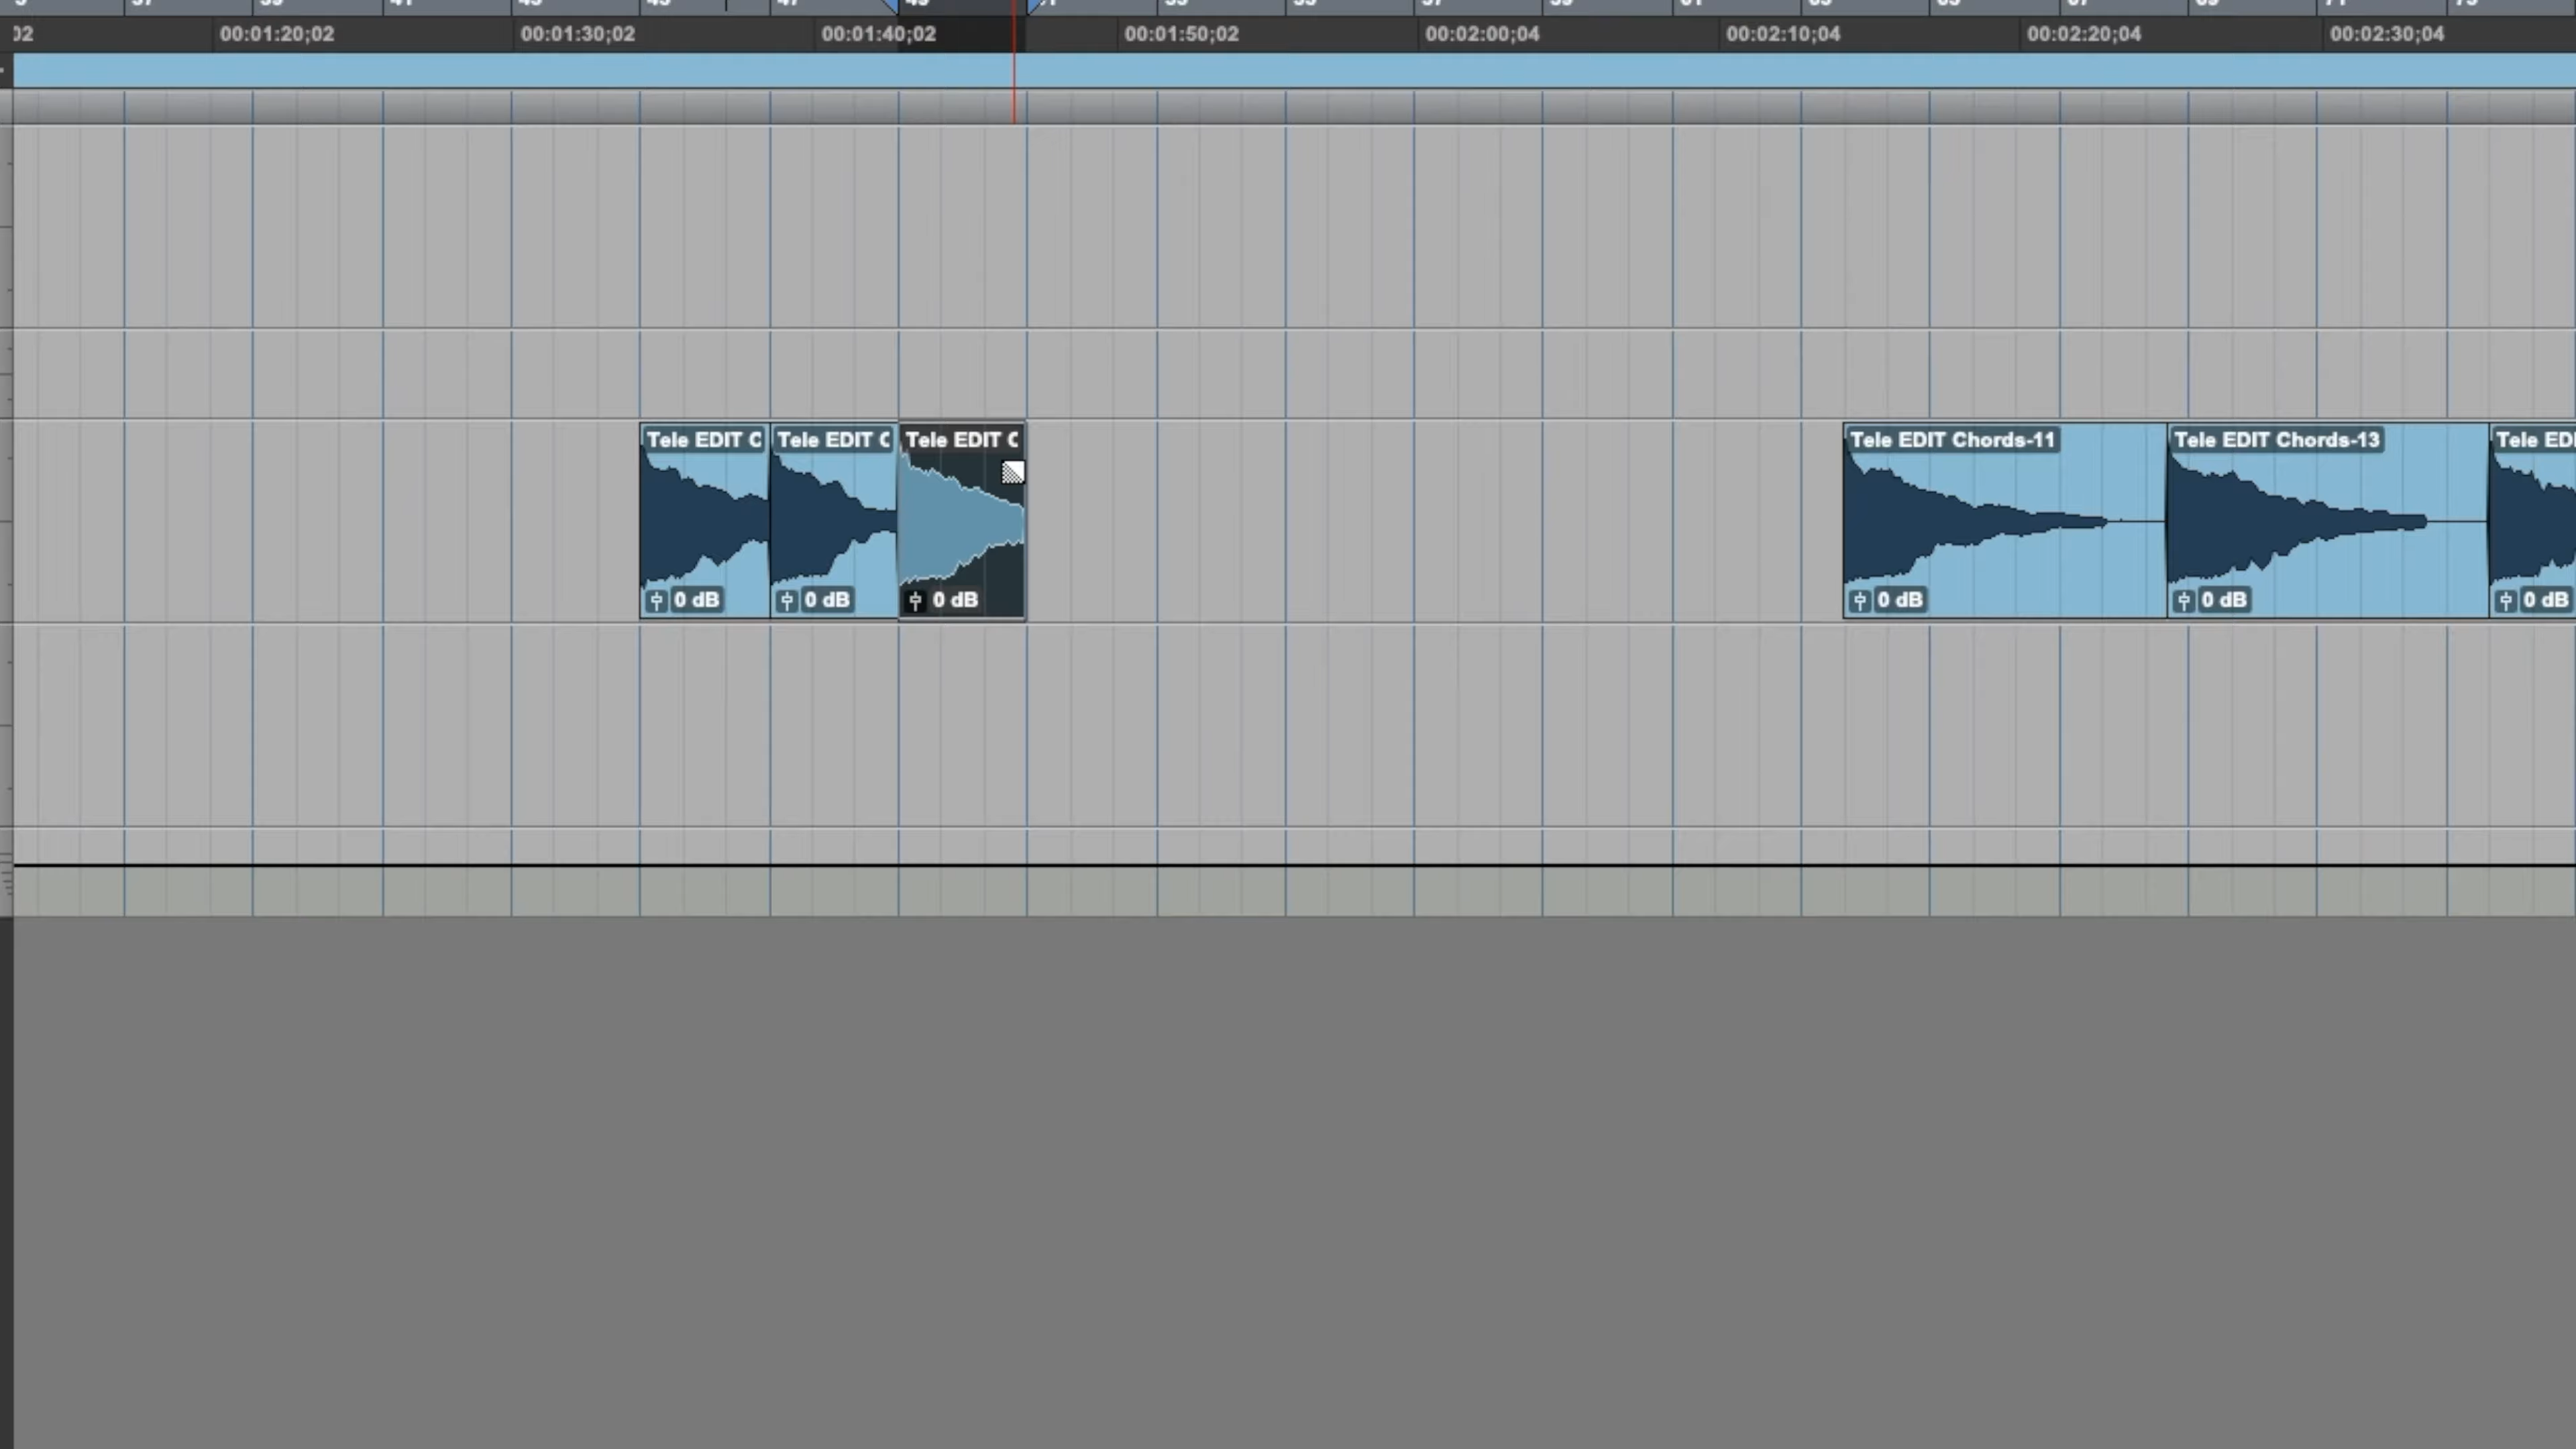 02 00:01:20;02 00:01:30;02 00:01:40;02 00:01:50;02 00:02:00;04 00:02:10;04 00:02:20;04 00:02:30;04
Tele EDIT C Tele EDIT C Tele EDIT C Tele EDIT Chords-11 Tele EDIT Chords-13 Tele EDI
0 dB 0 dB 0 dB 0 dB 0 dB 0 dB